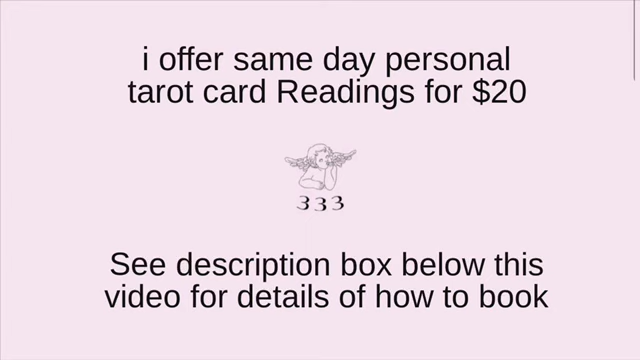 i offer same day personal
tarot card Readings for $20
333
See description box below this
video for details of how to book